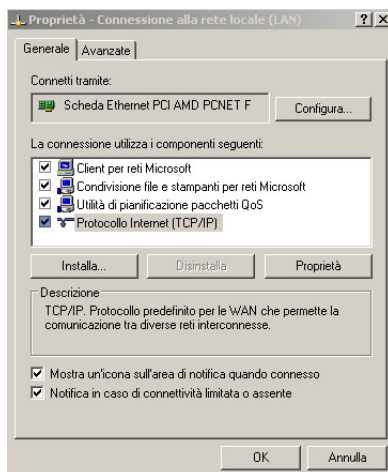 Proprietà - Connessione alla rete locale (LAN)
Generale
Avanzate
Connetti tramite:
Scheda Ethernet PCI AMD PCNET F
Configura...
La connessione utilizza i componenti seguenti:
Client per reti Microsoft
Condivisione file e stampanti per reti Microsoft
Utilità di pianificazione pacchetti QoS
Protocollo Internet (TCP/IP)
Installa...
Disinstalla
Proprietà
Descrizione
TCP/IP. Protocollo predefinito per le WAN che permette la
comunicazione tra diverse reti interconnesse.
Mostra un'icona sull'area di notifica quando connesso
Notifica in caso di connettività limitata o assente
OK
Annulla